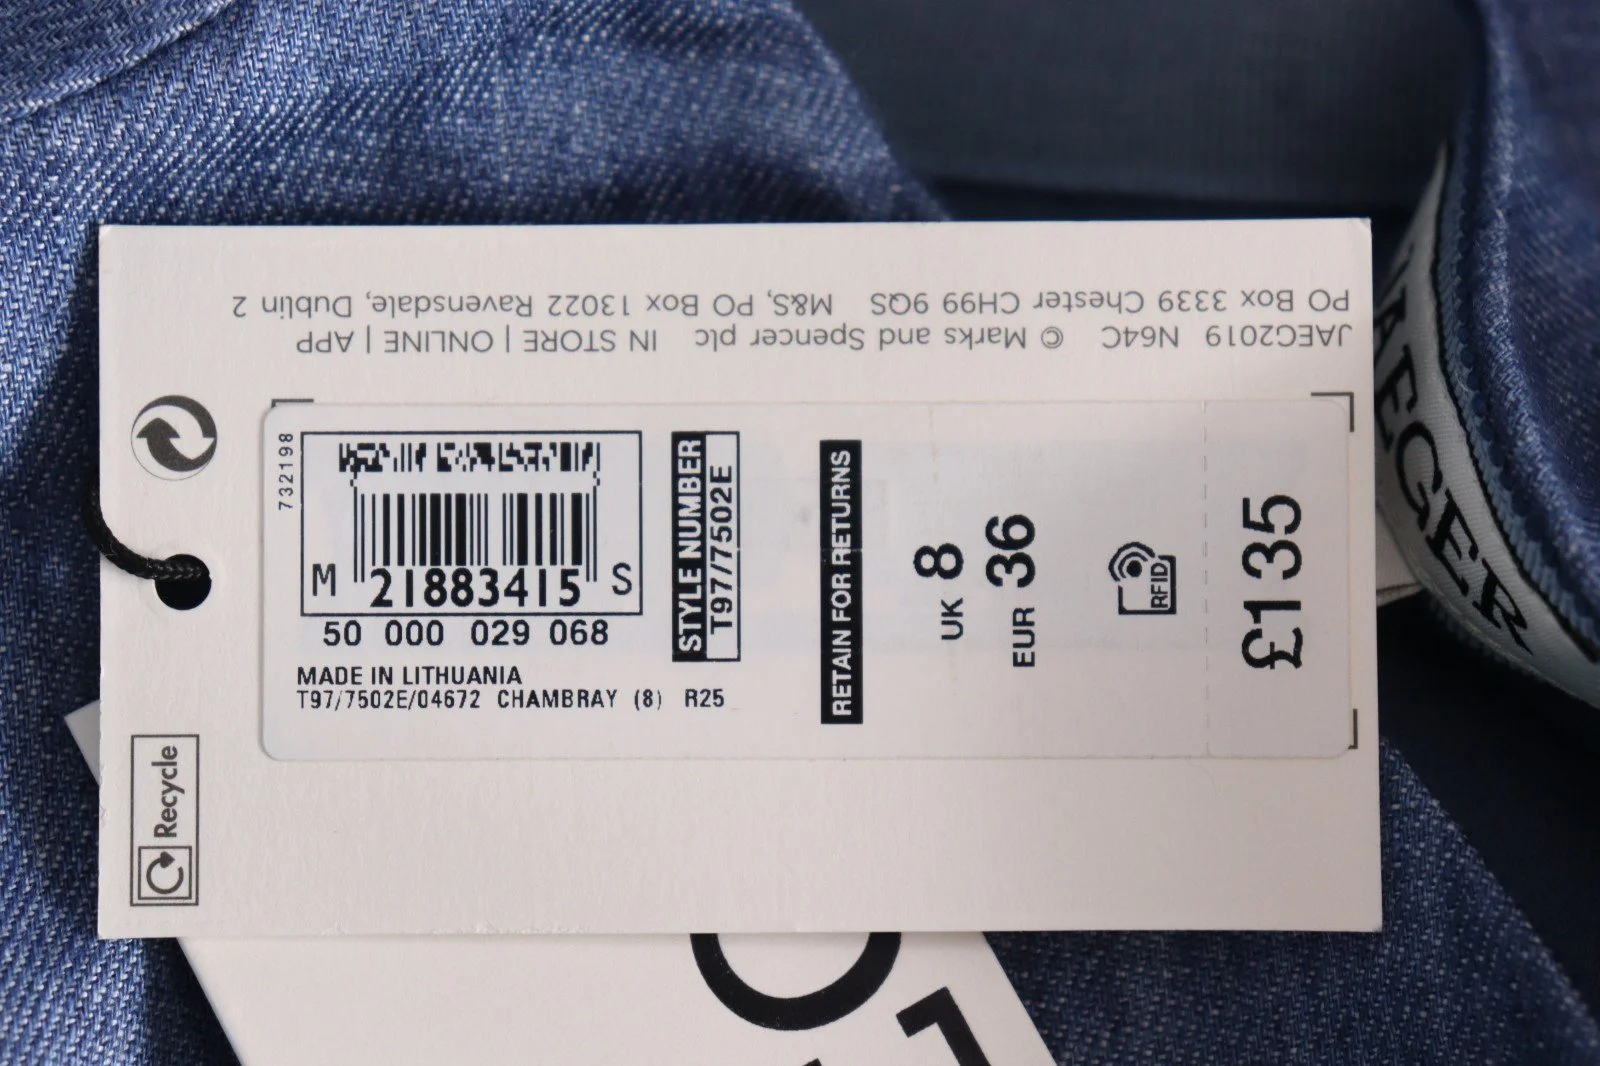 JAEG2019 N64C © Marks and Spencer plc IN STORE | ONLINE | APP
PO Box 3339 Chester CH99 9QS M&S, PO Box 13022 Ravensdale, Dublin 2
732198
M 21883415 S
50 000 029 068
MADE IN LITHUANIA
T97/7502E/04672 CHAMBRAY (8) R25
STYLE NUMBER
T97/7502E
RETAIN FOR RETURNS
UK 8
EUR 36
RFID
£135
Recycle
JAEGER